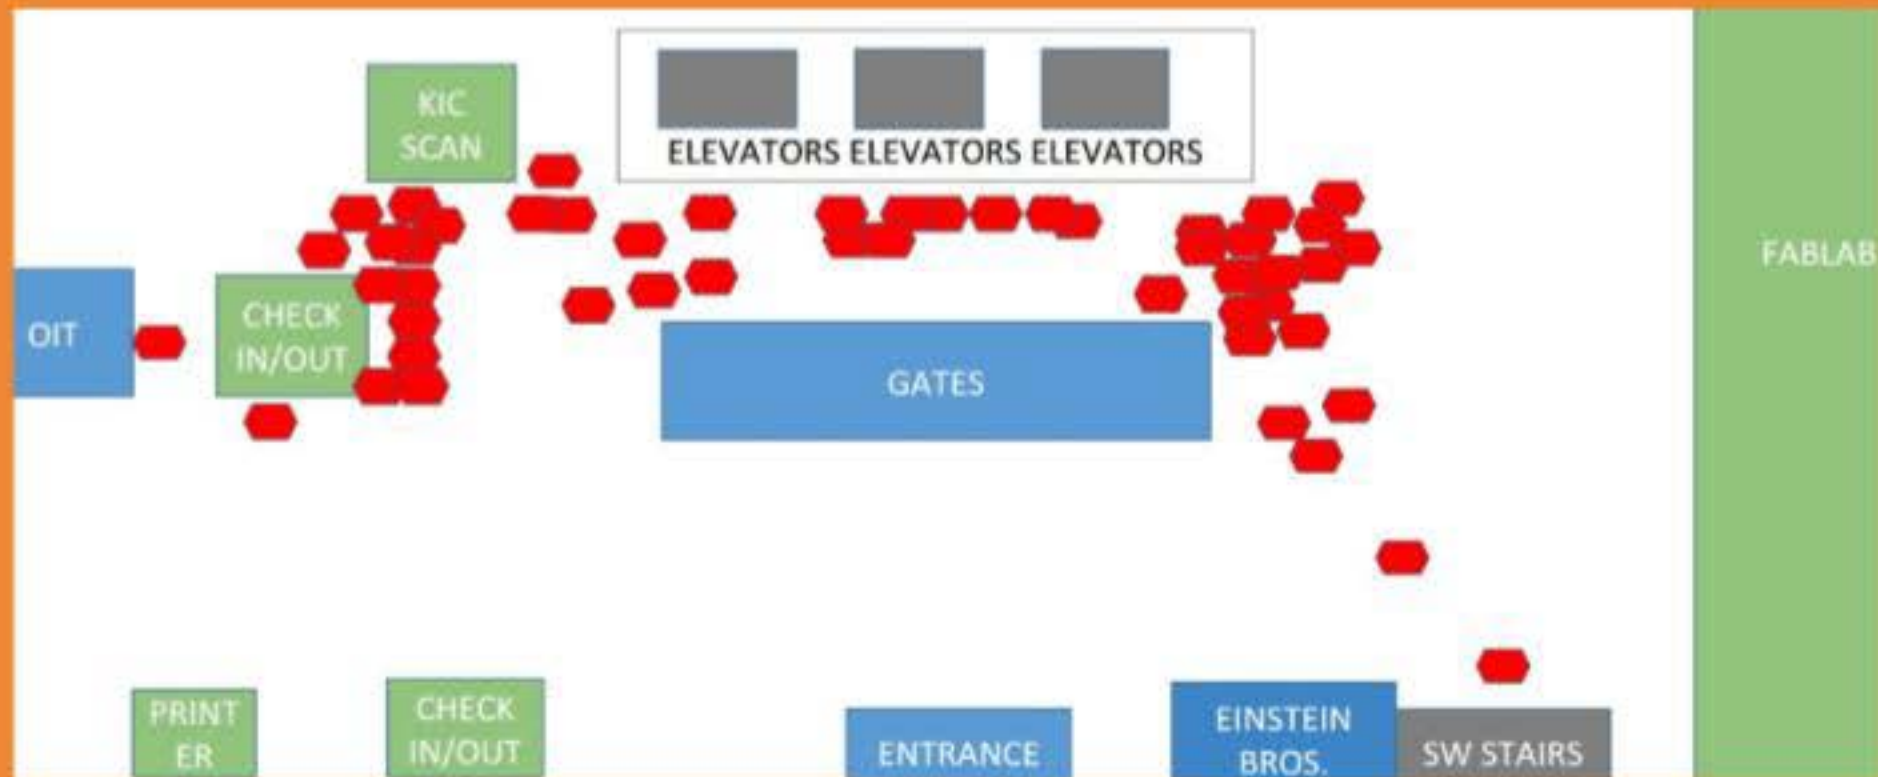 KIC
SCAN
ELEVATORS ELEVATORS ELEVATORS
FABLAB
OIT
CHECK
IN/OUT
GATES
PRINT
ER
CHECK
IN/OUT
ENTRANCE
EINSTEIN
BROS.
SW STAIRS